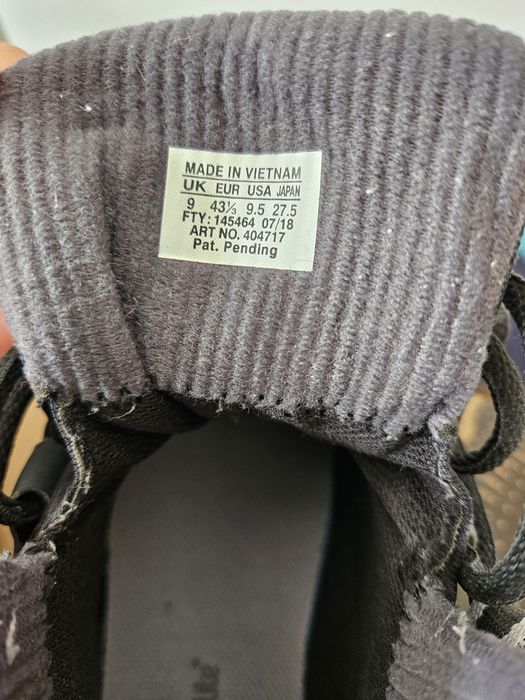 MADE IN VIETNAM
UK EUR USA JAPAN
9 43⅓ 9.5 27.5
FTY: 145464 07/18
ART NO. 404717
Pat. Pending